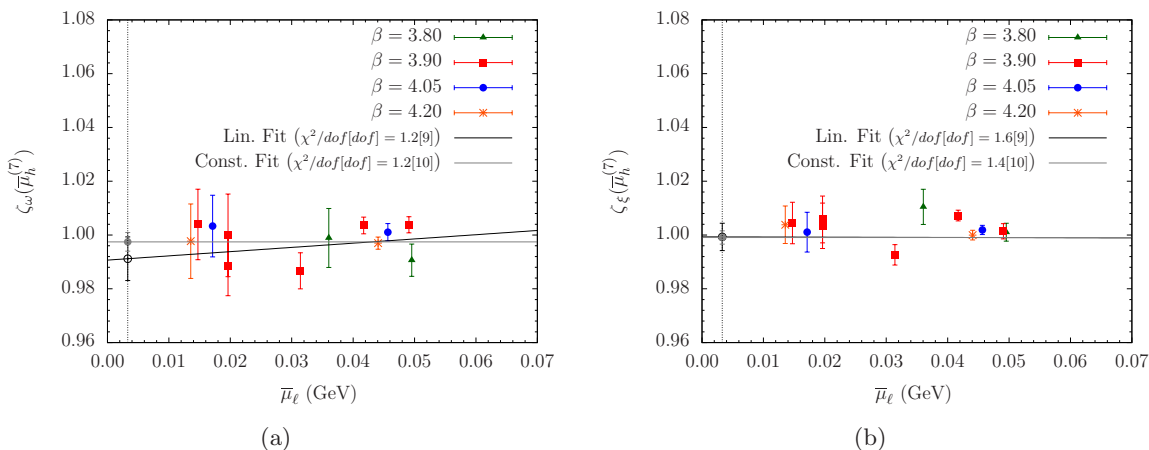 1.08
1.06
1.04
1.02
1.00
0.98
0.96
0.00 0.01 0.02 0.03 0.04 0.05 0.06 0.07
ζω(μ̅h(7))
μ̅ℓ (GeV)
β = 3.80
β = 3.90
β = 4.05
β = 4.20
Lin. Fit (χ²/dof[dof] = 1.2[9])
Const. Fit (χ²/dof[dof] = 1.2[10])
(a)
1.08
1.06
1.04
1.02
1.00
0.98
0.96
0.00 0.01 0.02 0.03 0.04 0.05 0.06 0.07
ζξ(μ̅h(7))
μ̅ℓ (GeV)
β = 3.80
β = 3.90
β = 4.05
β = 4.20
Lin. Fit (χ²/dof[dof] = 1.6[9])
Const. Fit (χ²/dof[dof] = 1.4[10])
(b)